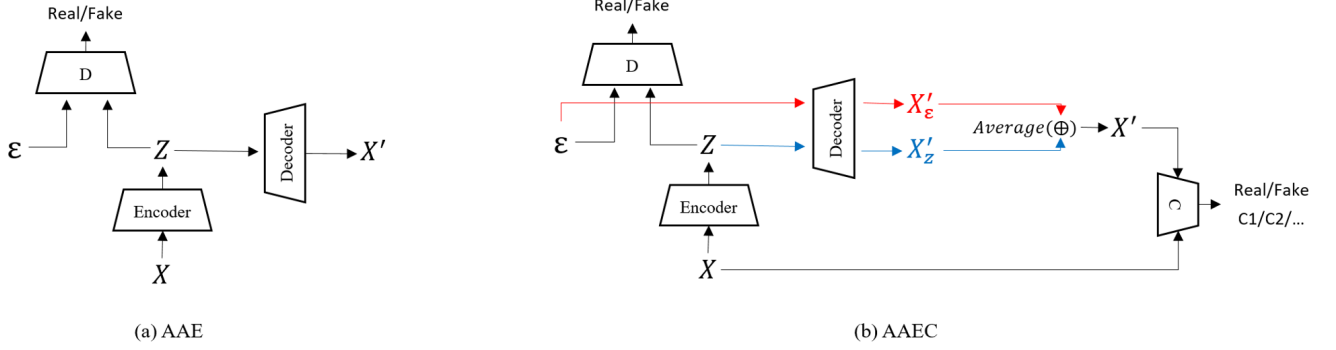 Real/Fake
D
ε
Z
Decoder
X′
Encoder
X
(a) AAE
Real/Fake
D
ε
Z
Decoder
X′ε
X′z
Average(⊕)
X′
Encoder
X
C
Real/Fake
C1/C2/...
(b) AAEC